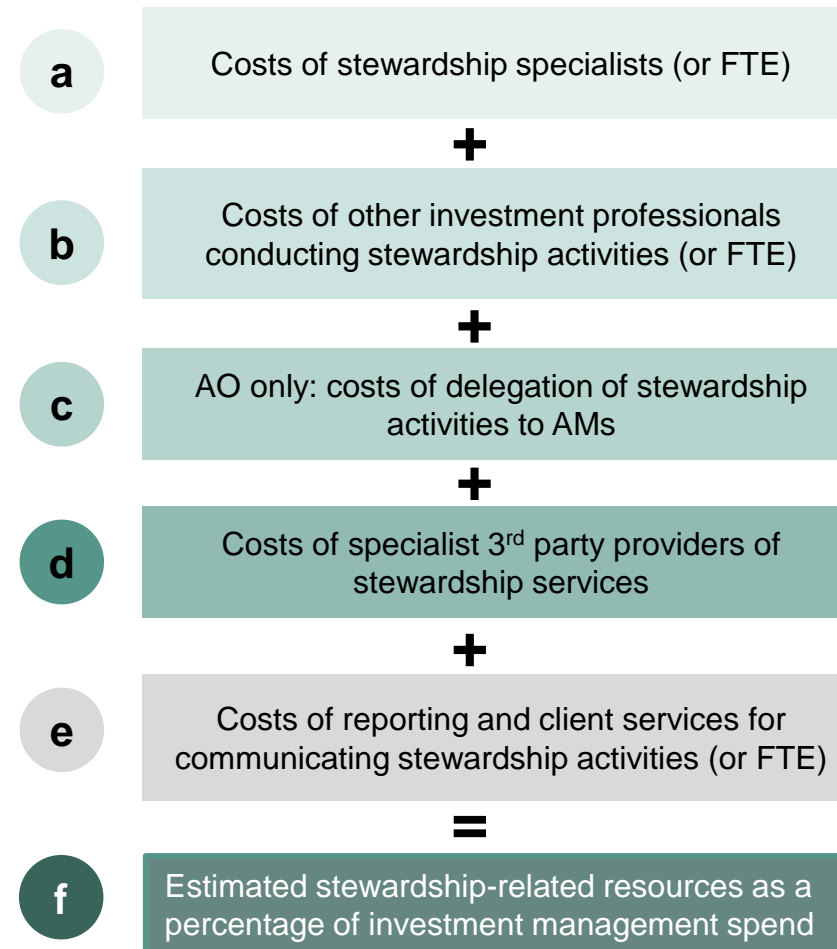 a
Costs of stewardship specialists (or FTE)
+
b
Costs of other investment professionals
conducting stewardship activities (or FTE)
+
c
AO only: costs of delegation of stewardship
activities to AMs
+
d
Costs of specialist 3rd party providers of
stewardship services
+
e
Costs of reporting and client services for
communicating stewardship activities (or FTE)
=
f
Estimated stewardship-related resources as a
percentage of investment management spend